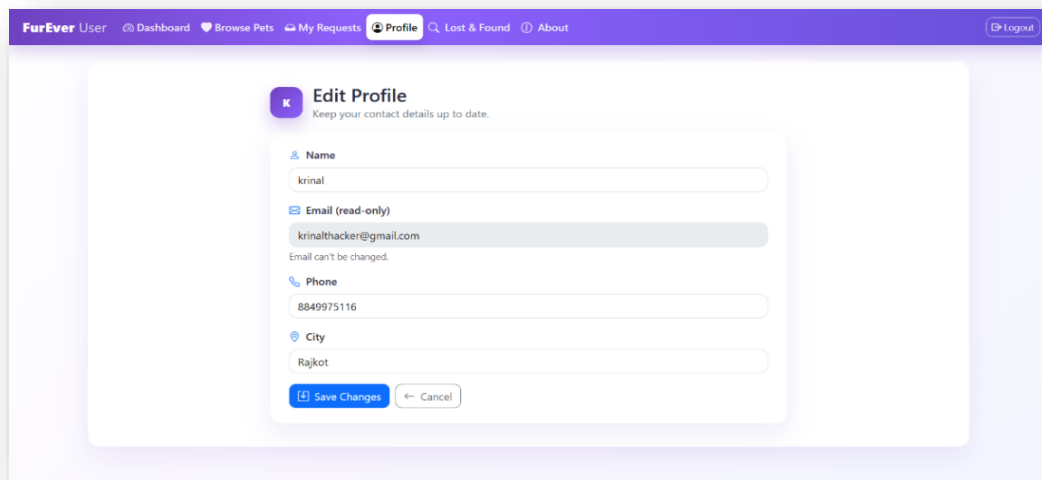 FurEver User Dashboard Browse Pets My Requests Profile Lost & Found About Logout
K
Edit Profile
Keep your contact details up to date.
Name
krinal
Email (read-only)
krinalthacker@gmail.com
Email can't be changed.
Phone
8849975116
City
Rajkot
Save Changes ← Cancel